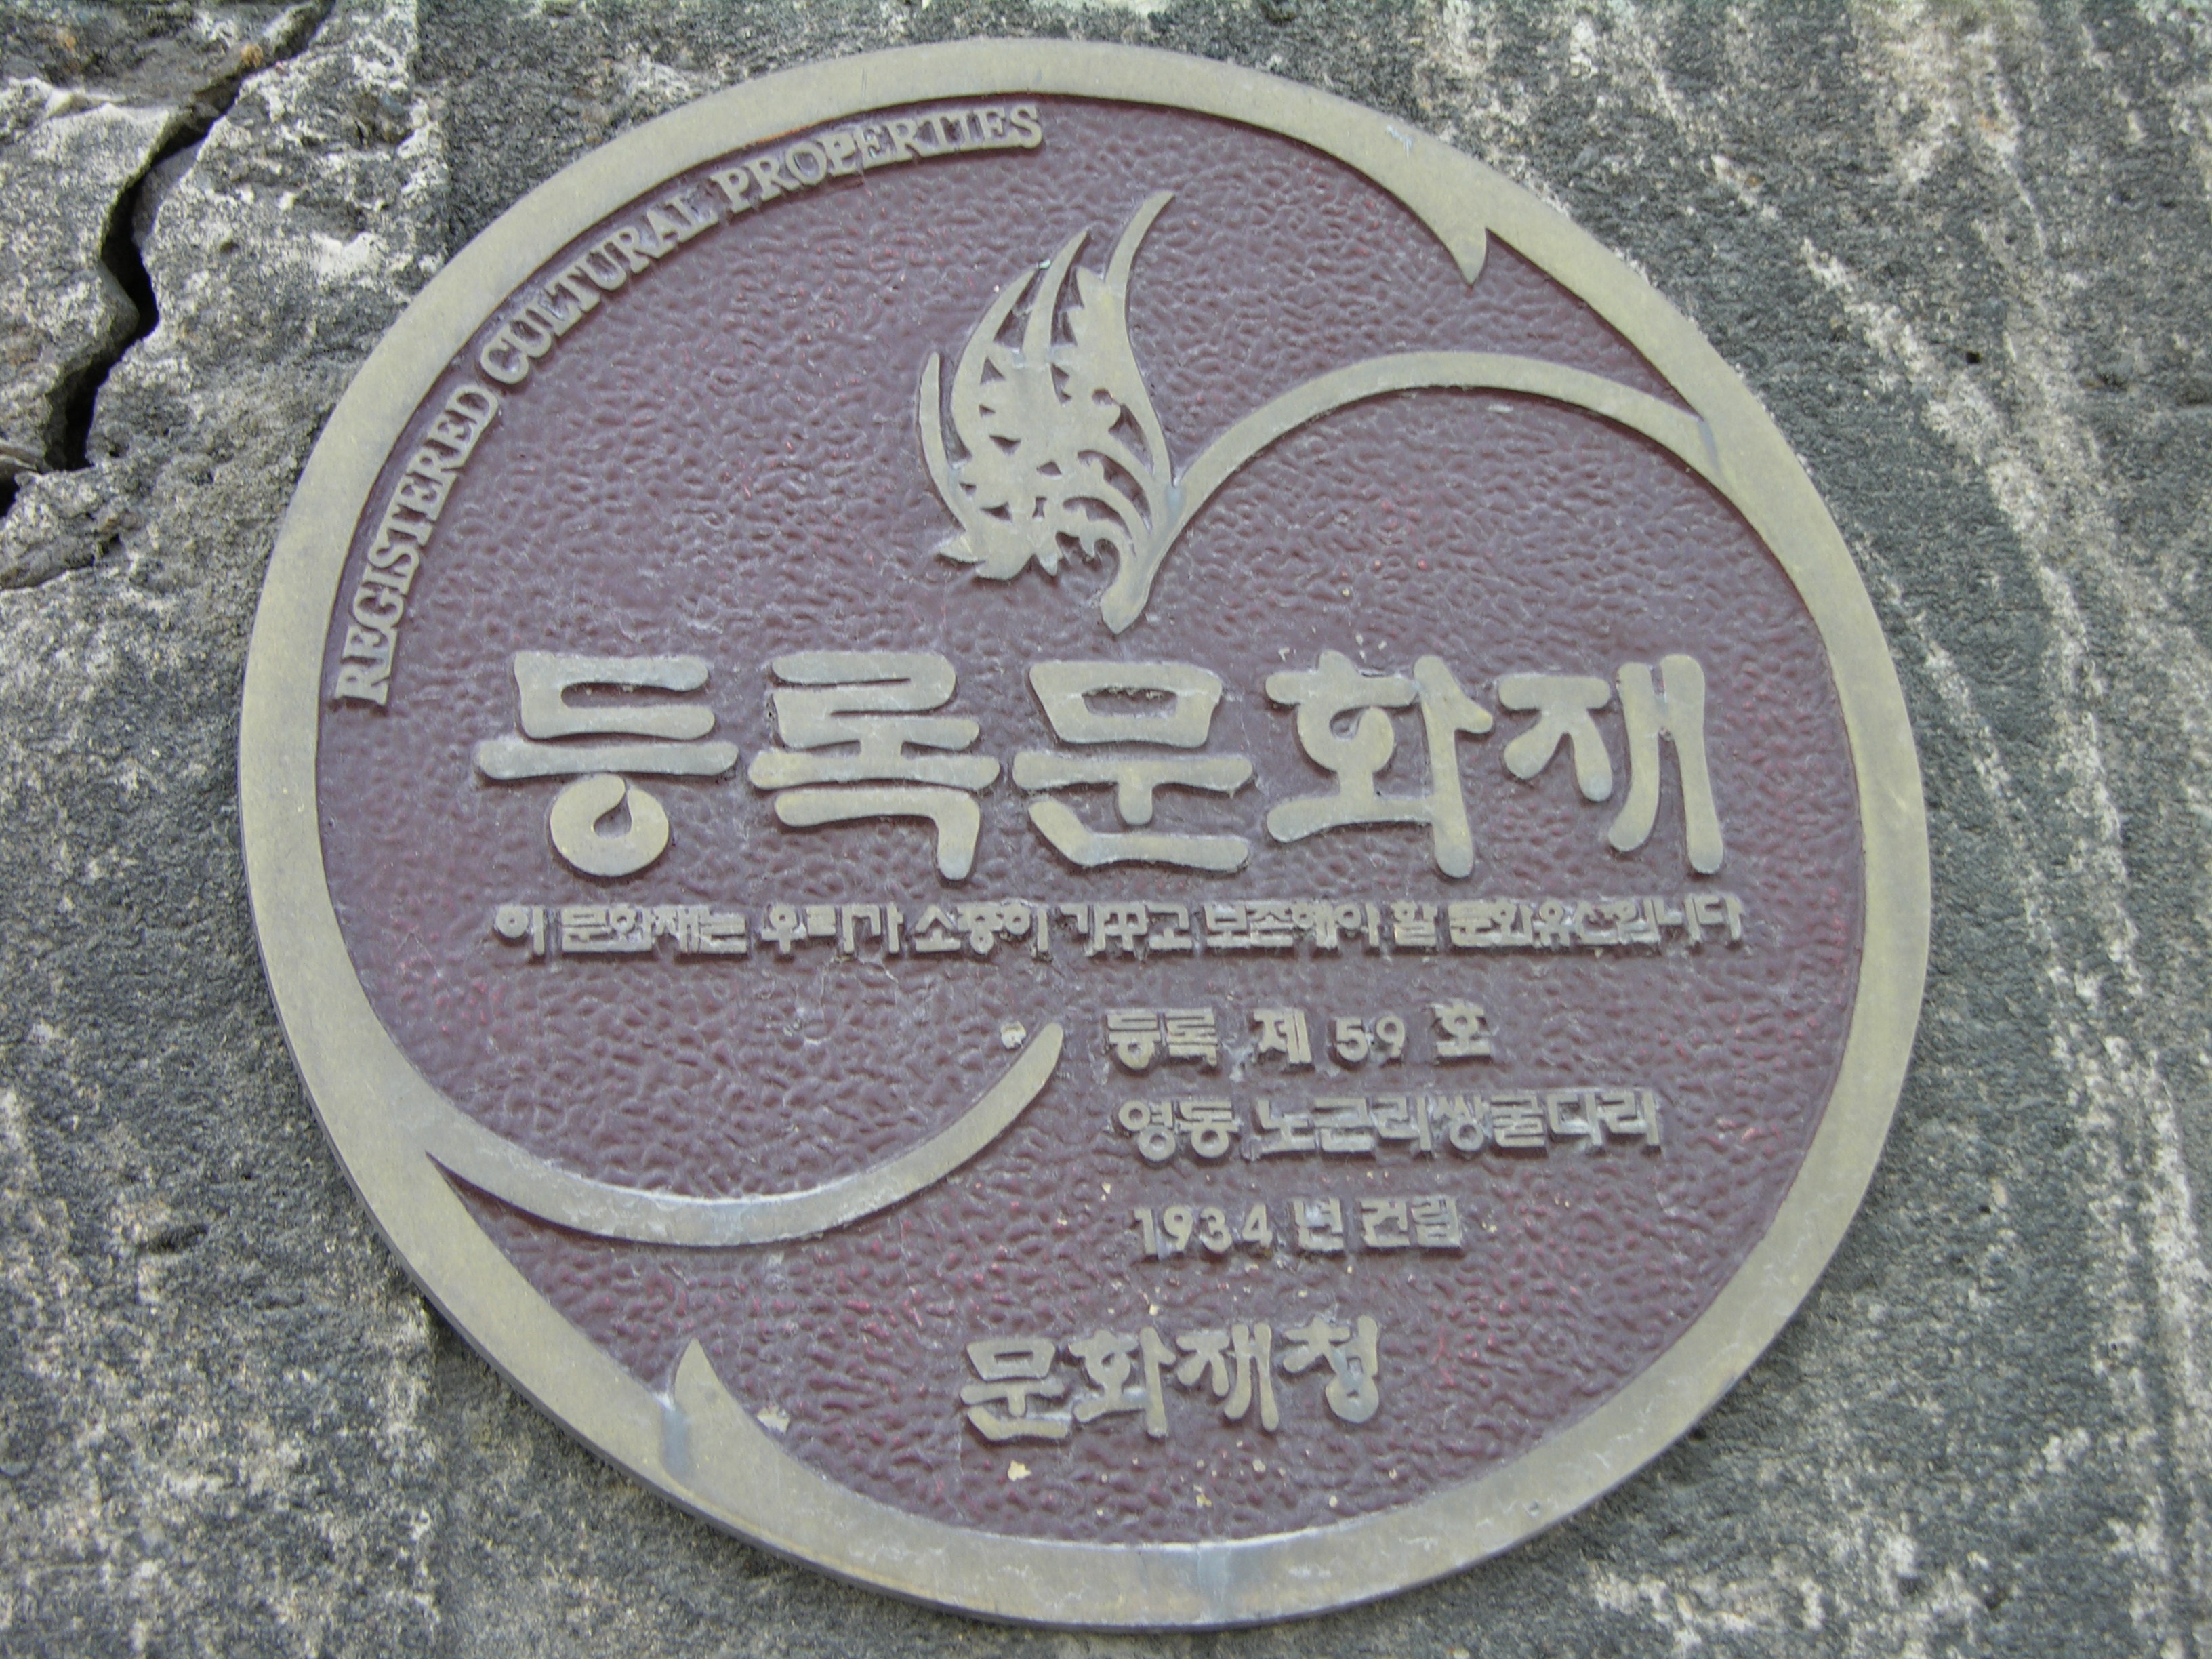 REGISTERED CULTURAL PROPERTIES
등록문화재
이 문화재는 우리가 소중히 가꾸고 보존해야 할 문화유산입니다
등록 제 59 호
영동 노근리쌍굴다리
1934 년 건립
문화재청